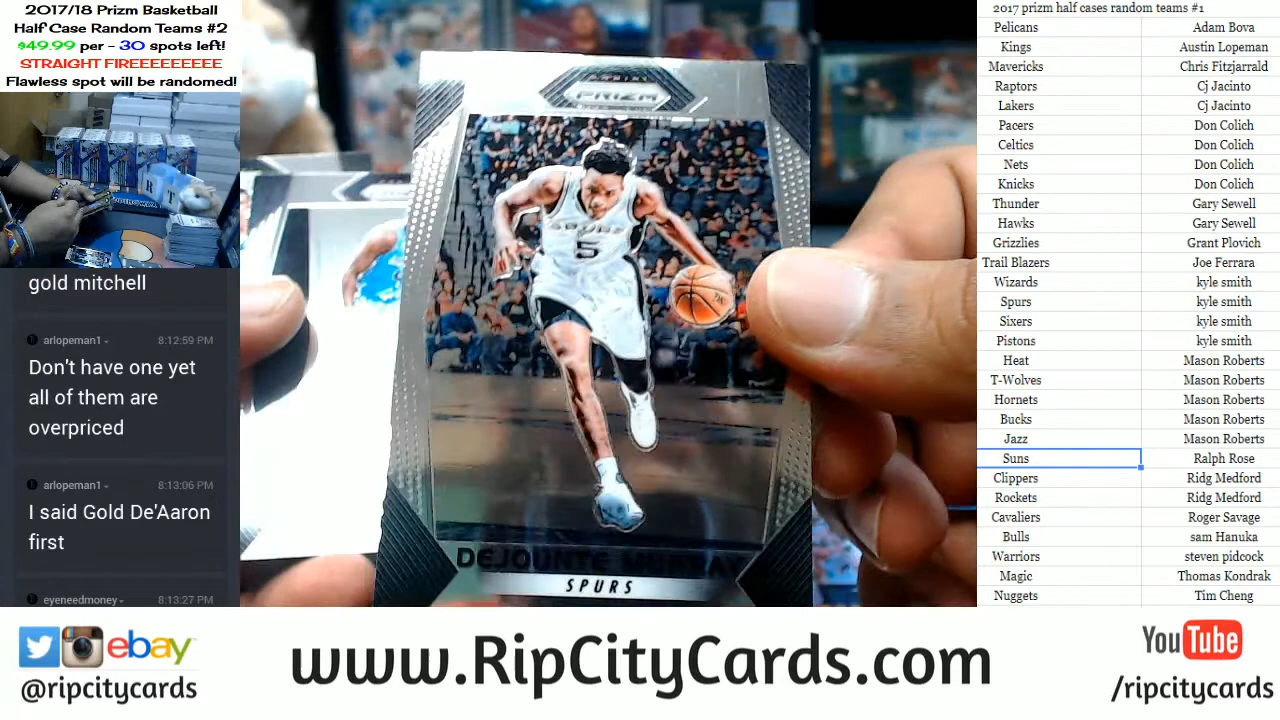 2017/18 Prizm Basketball
Half Case Random Teams #2
$49.99 per - 30 spots left!
STRAIGHT FIREEEEEEEEE
Flawless spot will be randomed!
gold mitchell
arlopeman1
8:12:59 PM
Don't have one yet
all of them are
overpriced
arlopeman1
8:13:06 PM
I said Gold De'Aaron
first
eyeneedmoney
8:13:27 PM
PANINI
PRIZM
SPURS
5
DEJOUNTE MURRAY
SPURS
2017 prizm half cases random teams #1
Pelicans Adam Bova
Kings Austin Lopeman
Mavericks Chris Fitzjarrald
Raptors Cj Jacinto
Lakers Cj Jacinto
Pacers Don Colich
Celtics Don Colich
Nets Don Colich
Knicks Don Colich
Thunder Gary Sewell
Hawks Gary Sewell
Grizzlies Grant Plovich
Trail Blazers Joe Ferrara
Wizards kyle smith
Spurs kyle smith
Sixers kyle smith
Pistons kyle smith
Heat Mason Roberts
T-Wolves Mason Roberts
Hornets Mason Roberts
Bucks Mason Roberts
Jazz Mason Roberts
Suns Ralph Rose
Clippers Ridg Medford
Rockets Ridg Medford
Cavaliers Roger Savage
Bulls sam Hanuka
Warriors steven pidcock
Magic Thomas Kondrak
Nuggets Tim Cheng
ebay
@ripcitycards
www.RipCityCards.com
YouTube
/ripcitycards